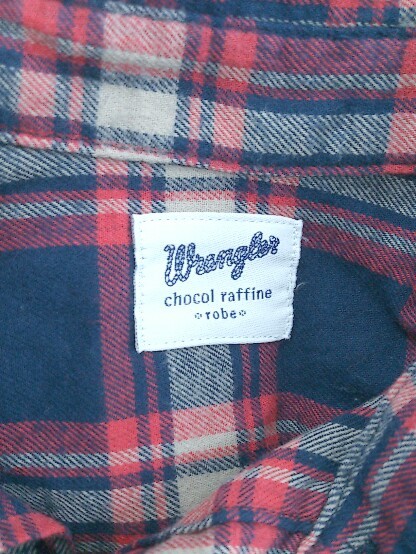 Wrangler
chocol raffine
robe